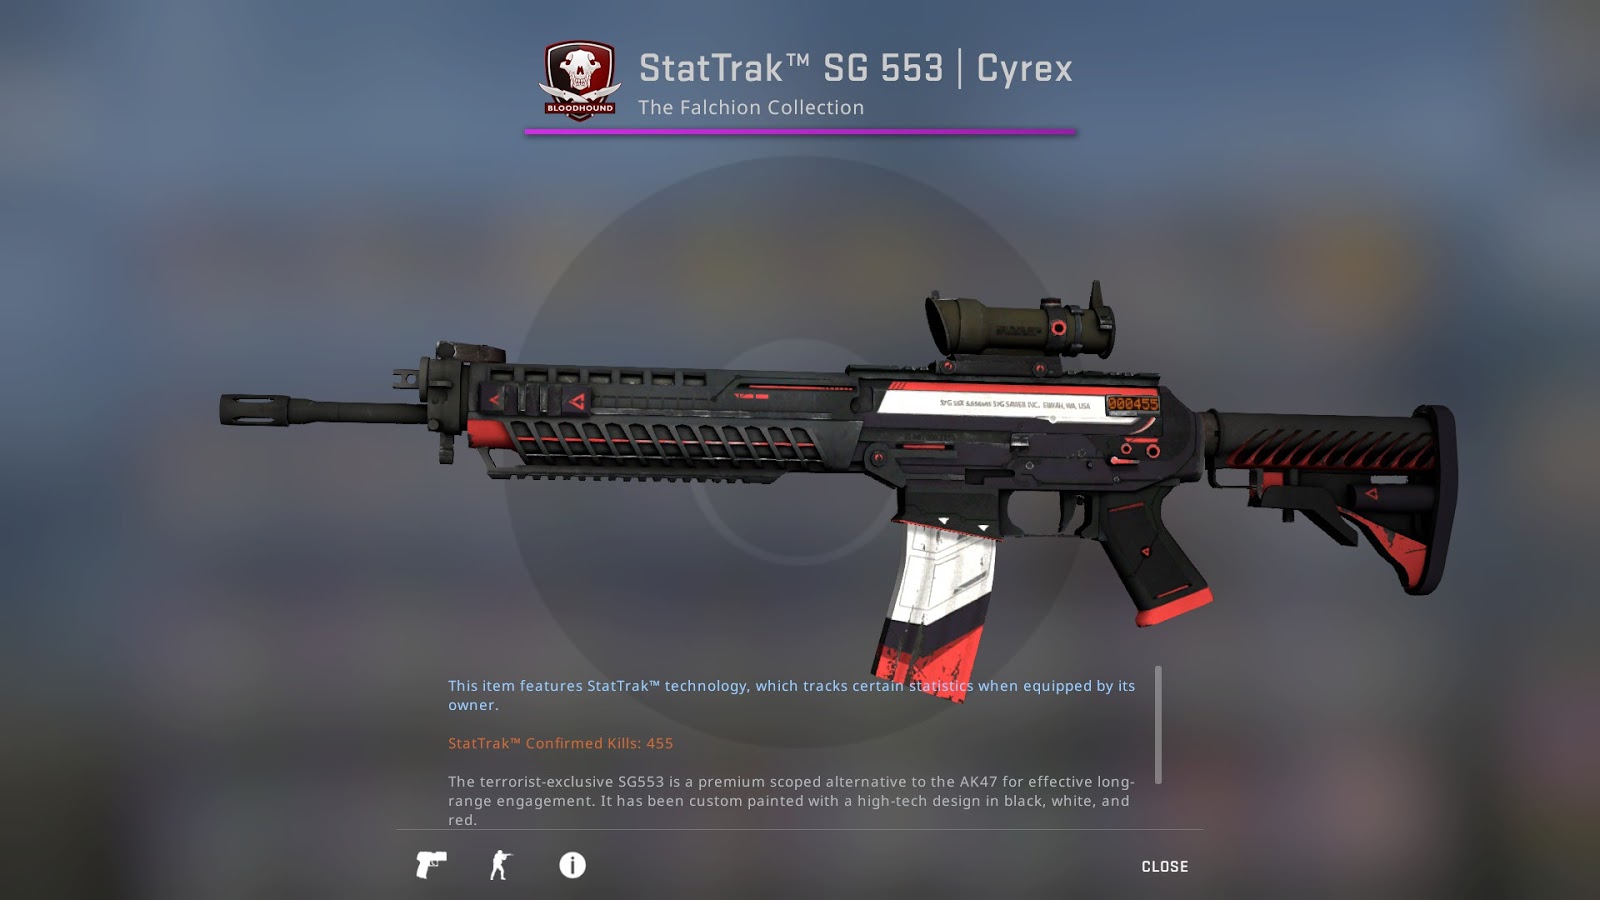 StatTrak™ SG 553 | Cyrex
BLOODHOUND
The Falchion Collection
000455
This item features StatTrak™ technology, which tracks certain statistics when equipped by its
owner.
StatTrak™ Confirmed Kills: 455
The terrorist-exclusive SG553 is a premium scoped alternative to the AK47 for effective long-
range engagement. It has been custom painted with a high-tech design in black, white, and
red.
CLOSE